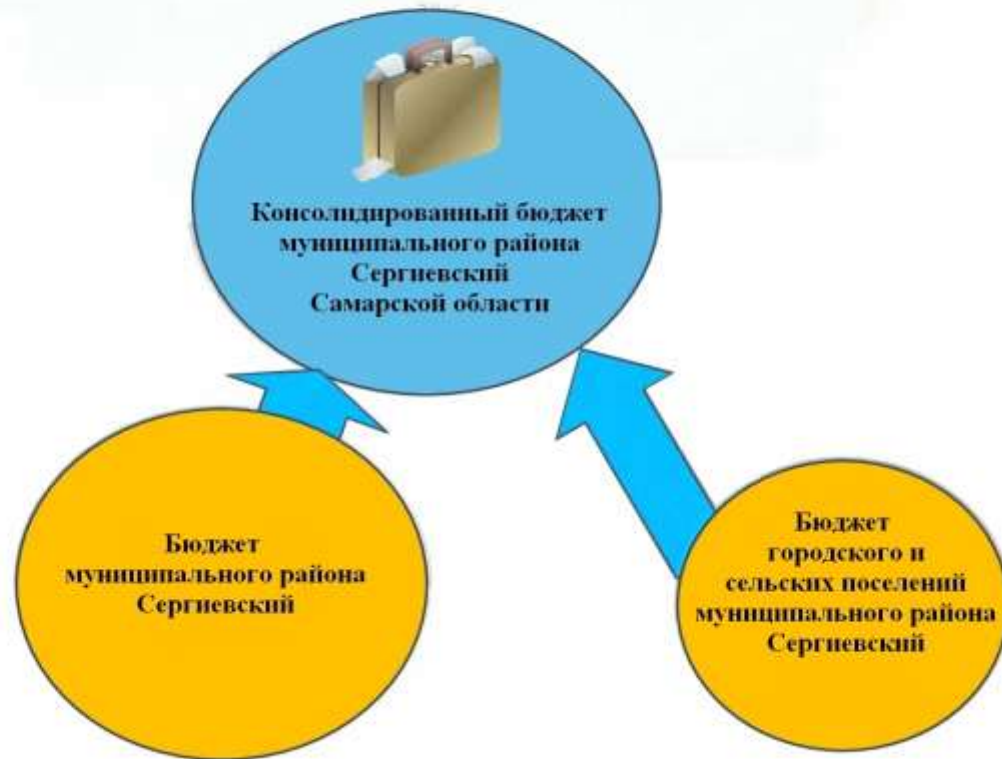 Консолидированный бюджет
муниципального района
Сергиевский
Самарской области
Бюджет
муниципального района
Сергиевский
Бюджет
городского и
сельских поселений
муниципального района
Сергиевский